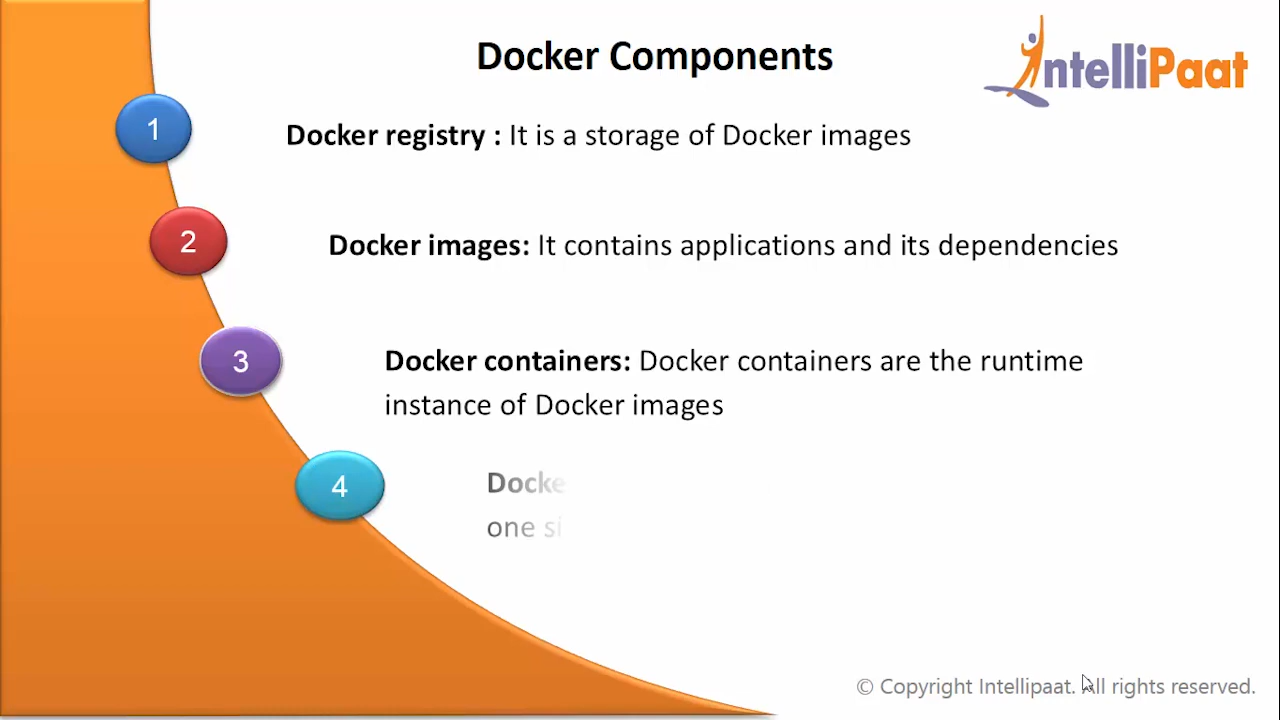 Docker Components
IntelliPaat
1
Docker registry : It is a storage of Docker images
2
Docker images: It contains applications and its dependencies
3
Docker containers: Docker containers are the runtime
instance of Docker images
4
one
© Copyright Intellipaat. All rights reserved.